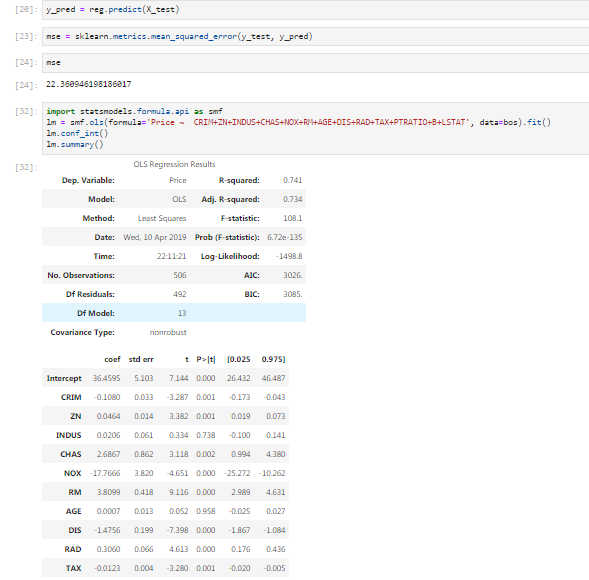 [20]: y_pred = reg.predict(X_test)
[23]: mse = sklearn.metrics.mean_squared_error(y_test, y_pred)
[24]: mse
[24]: 22.360946198186017
[32]: import statsmodels.formula.api as smf
lm = smf.ols(formula='Price ~ CRIM+ZN+INDUS+CHAS+NOX+RM+AGE+DIS+RAD+TAX+PTRATIO+B+LSTAT', data=bos).fit()
lm.conf_int()
lm.summary()
[32]: OLS Regression Results
Dep. Variable: Price R-squared: 0.741
Model: OLS Adj. R-squared: 0.734
Method: Least Squares F-statistic: 108.1
Date: Wed, 10 Apr 2019 Prob (F-statistic): 6.72e-135
Time: 22:11:21 Log-Likelihood: -1498.8
No. Observations: 506 AIC: 3026.
Df Residuals: 492 BIC: 3085.
Df Model: 13
Covariance Type: nonrobust
coef std err t P>|t| [0.025 0.975]
Intercept 36.4595 5.103 7.144 0.000 26.432 46.487
CRIM -0.1080 0.033 -3.287 0.001 -0.173 -0.043
ZN 0.0464 0.014 3.382 0.001 0.019 0.073
INDUS 0.0206 0.061 0.334 0.738 -0.100 0.141
CHAS 2.6867 0.862 3.118 0.002 0.994 4.380
NOX -17.7666 3.820 -4.651 0.000 -25.272 -10.262
RM 3.8099 0.418 9.116 0.000 2.989 4.631
AGE 0.0007 0.013 0.052 0.958 -0.025 0.027
DIS -1.4756 0.199 -7.398 0.000 -1.867 -1.084
RAD 0.3060 0.066 4.613 0.000 0.176 0.436
TAX -0.0123 0.004 -3.280 0.001 -0.020 -0.005